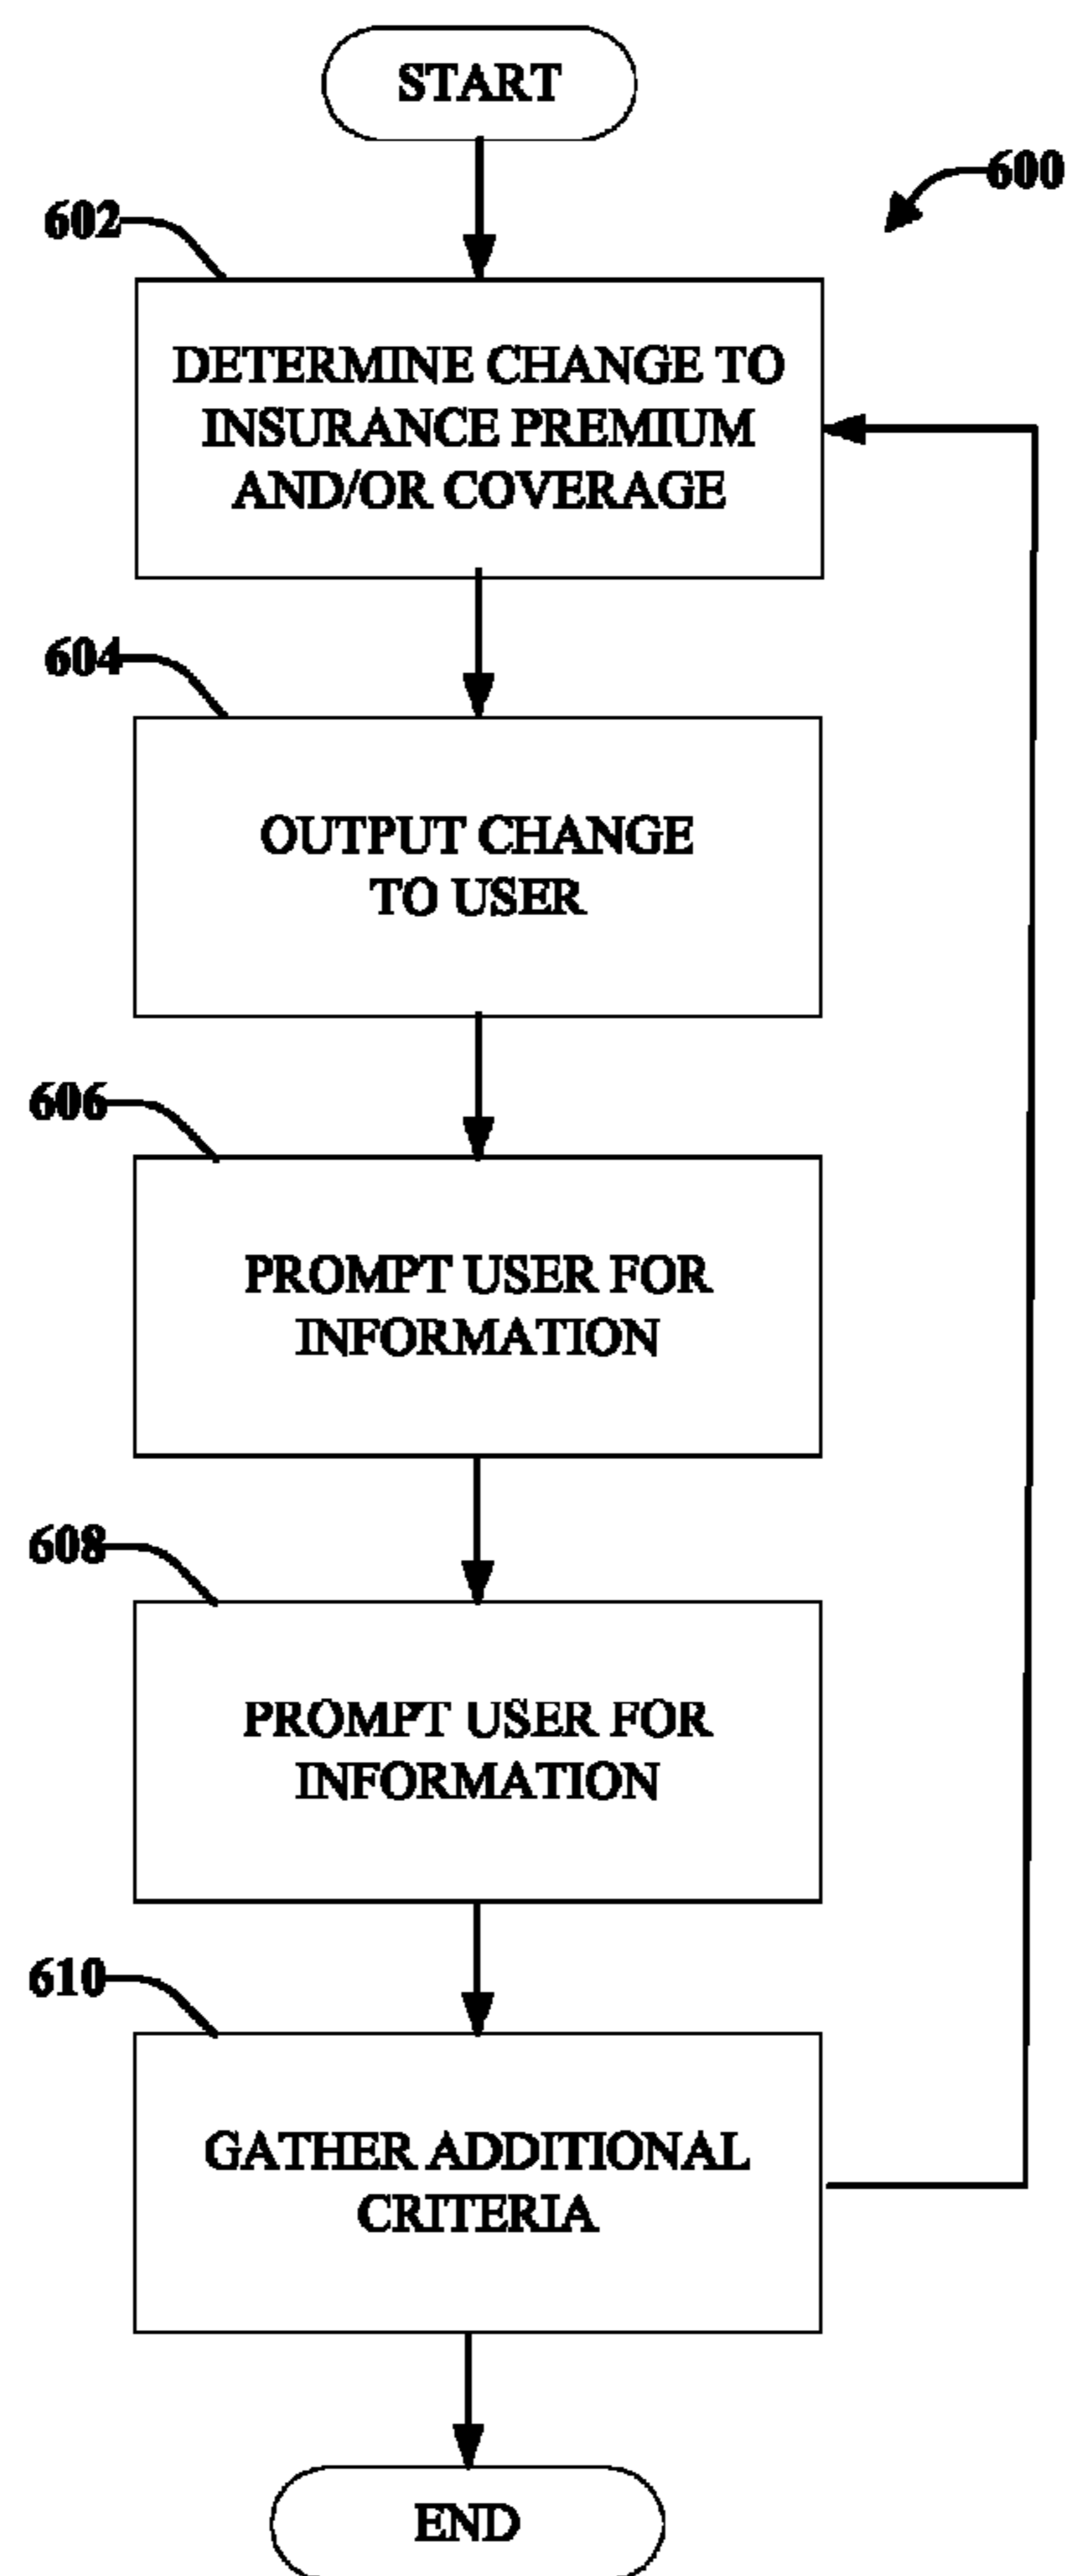 START
600
602
DETERMINE CHANGE TO
INSURANCE PREMIUM
AND/OR COVERAGE
604
OUTPUT CHANGE
TO USER
606
PROMPT USER FOR
INFORMATION
608
PROMPT USER FOR
INFORMATION
610
GATHER ADDITIONAL
CRITERIA
END